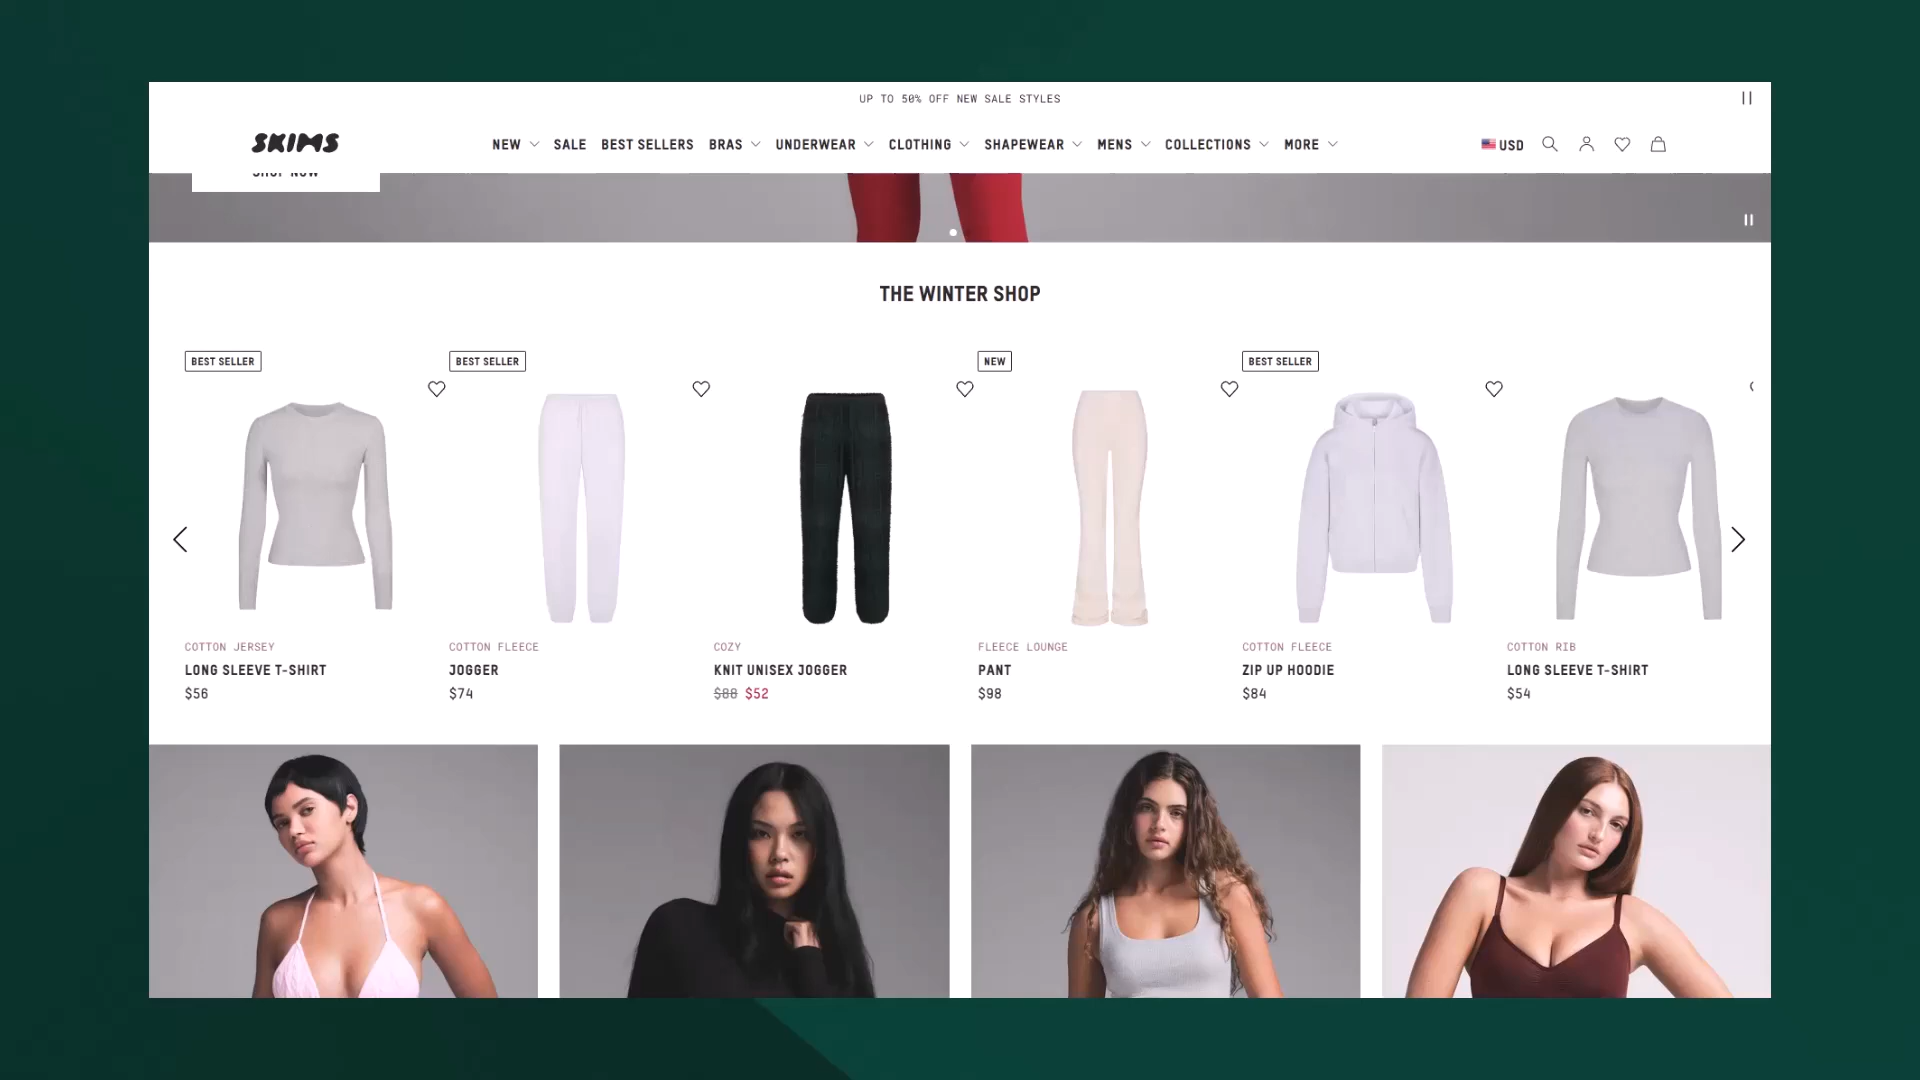 UP TO 50% OFF NEW SALE STYLES
SKIMS
NEW SALE BEST SELLERS BRAS UNDERWEAR CLOTHING SHAPEWEAR MENS COLLECTIONS MORE
USD
SHOP NOW
THE WINTER SHOP
BEST SELLER
COTTON JERSEY
LONG SLEEVE T-SHIRT
$56
BEST SELLER
COTTON FLEECE
JOGGER
$74
COZY
KNIT UNISEX JOGGER
$88 $52
NEW
FLEECE LOUNGE
PANT
$98
BEST SELLER
COTTON FLEECE
ZIP UP HOODIE
$84
COTTON RIB
LONG SLEEVE T-SHIRT
$54